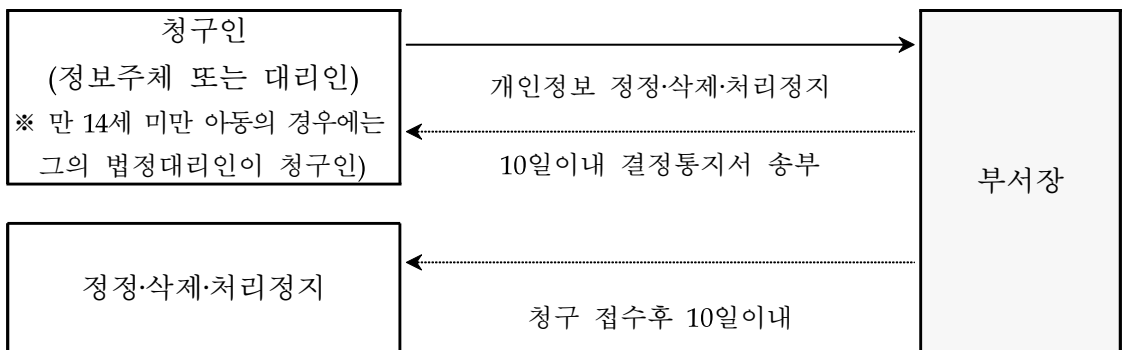 청구인
(정보주체 또는 대리인)
※ 만 14세 미만 아동의 경우에는
그의 법정대리인이 청구인)
개인정보 정정·삭제·처리정지
10일이내 결정통지서 송부
부서장
정정·삭제·처리정지
청구 접수후 10일이내